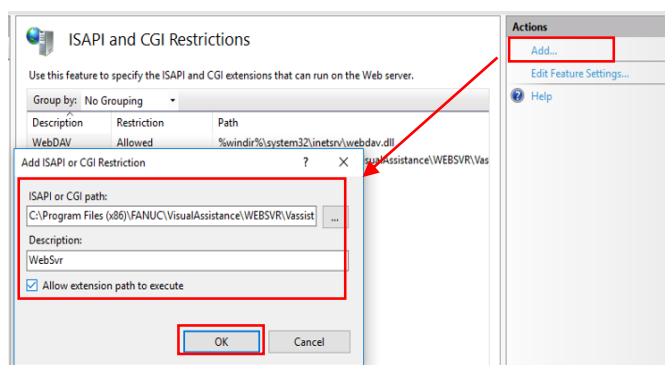 ISAPI and CGI Restrictions
Use this feature to specify the ISAPI and CGI extensions that can run on the Web server.
Group by: No Grouping
Description Restriction Path
WebDAV Allowed %windir%\system2\inetsrv\webdav.dll
sualAssistance\WEBSVR\Vas
Add ISAPI or CGI Restriction ? ×
ISAPI or CGI path:
C:\Program Files (x86)\FANUC\VisualAssistance\WEBSVR\Vassist ...
Description:
WebSvr
Allow extension path to execute
OK Cancel
Actions
Add...
Edit Feature Settings...
Help